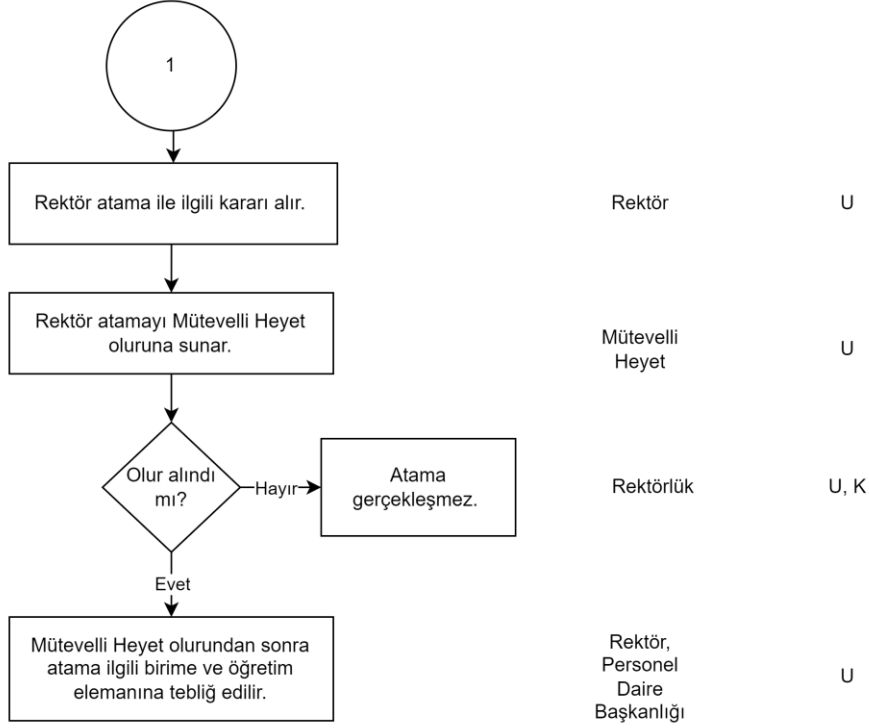 1
Rektör atama ile ilgili kararı alır.
Rektör
U
Rektör atamayı Mütevelli Heyet
oluruna sunar.
Mütevelli
Heyet
U
Olur alındı
mı?
Hayır
Atama
gerçekleşmez.
Rektörlük
U, K
Evet
Mütevelli Heyet olurundan sonra
atama ilgili birime ve öğretim
elemanına tebliğ edilir.
Rektör,
Personel
Daire
Başkanlığı
U